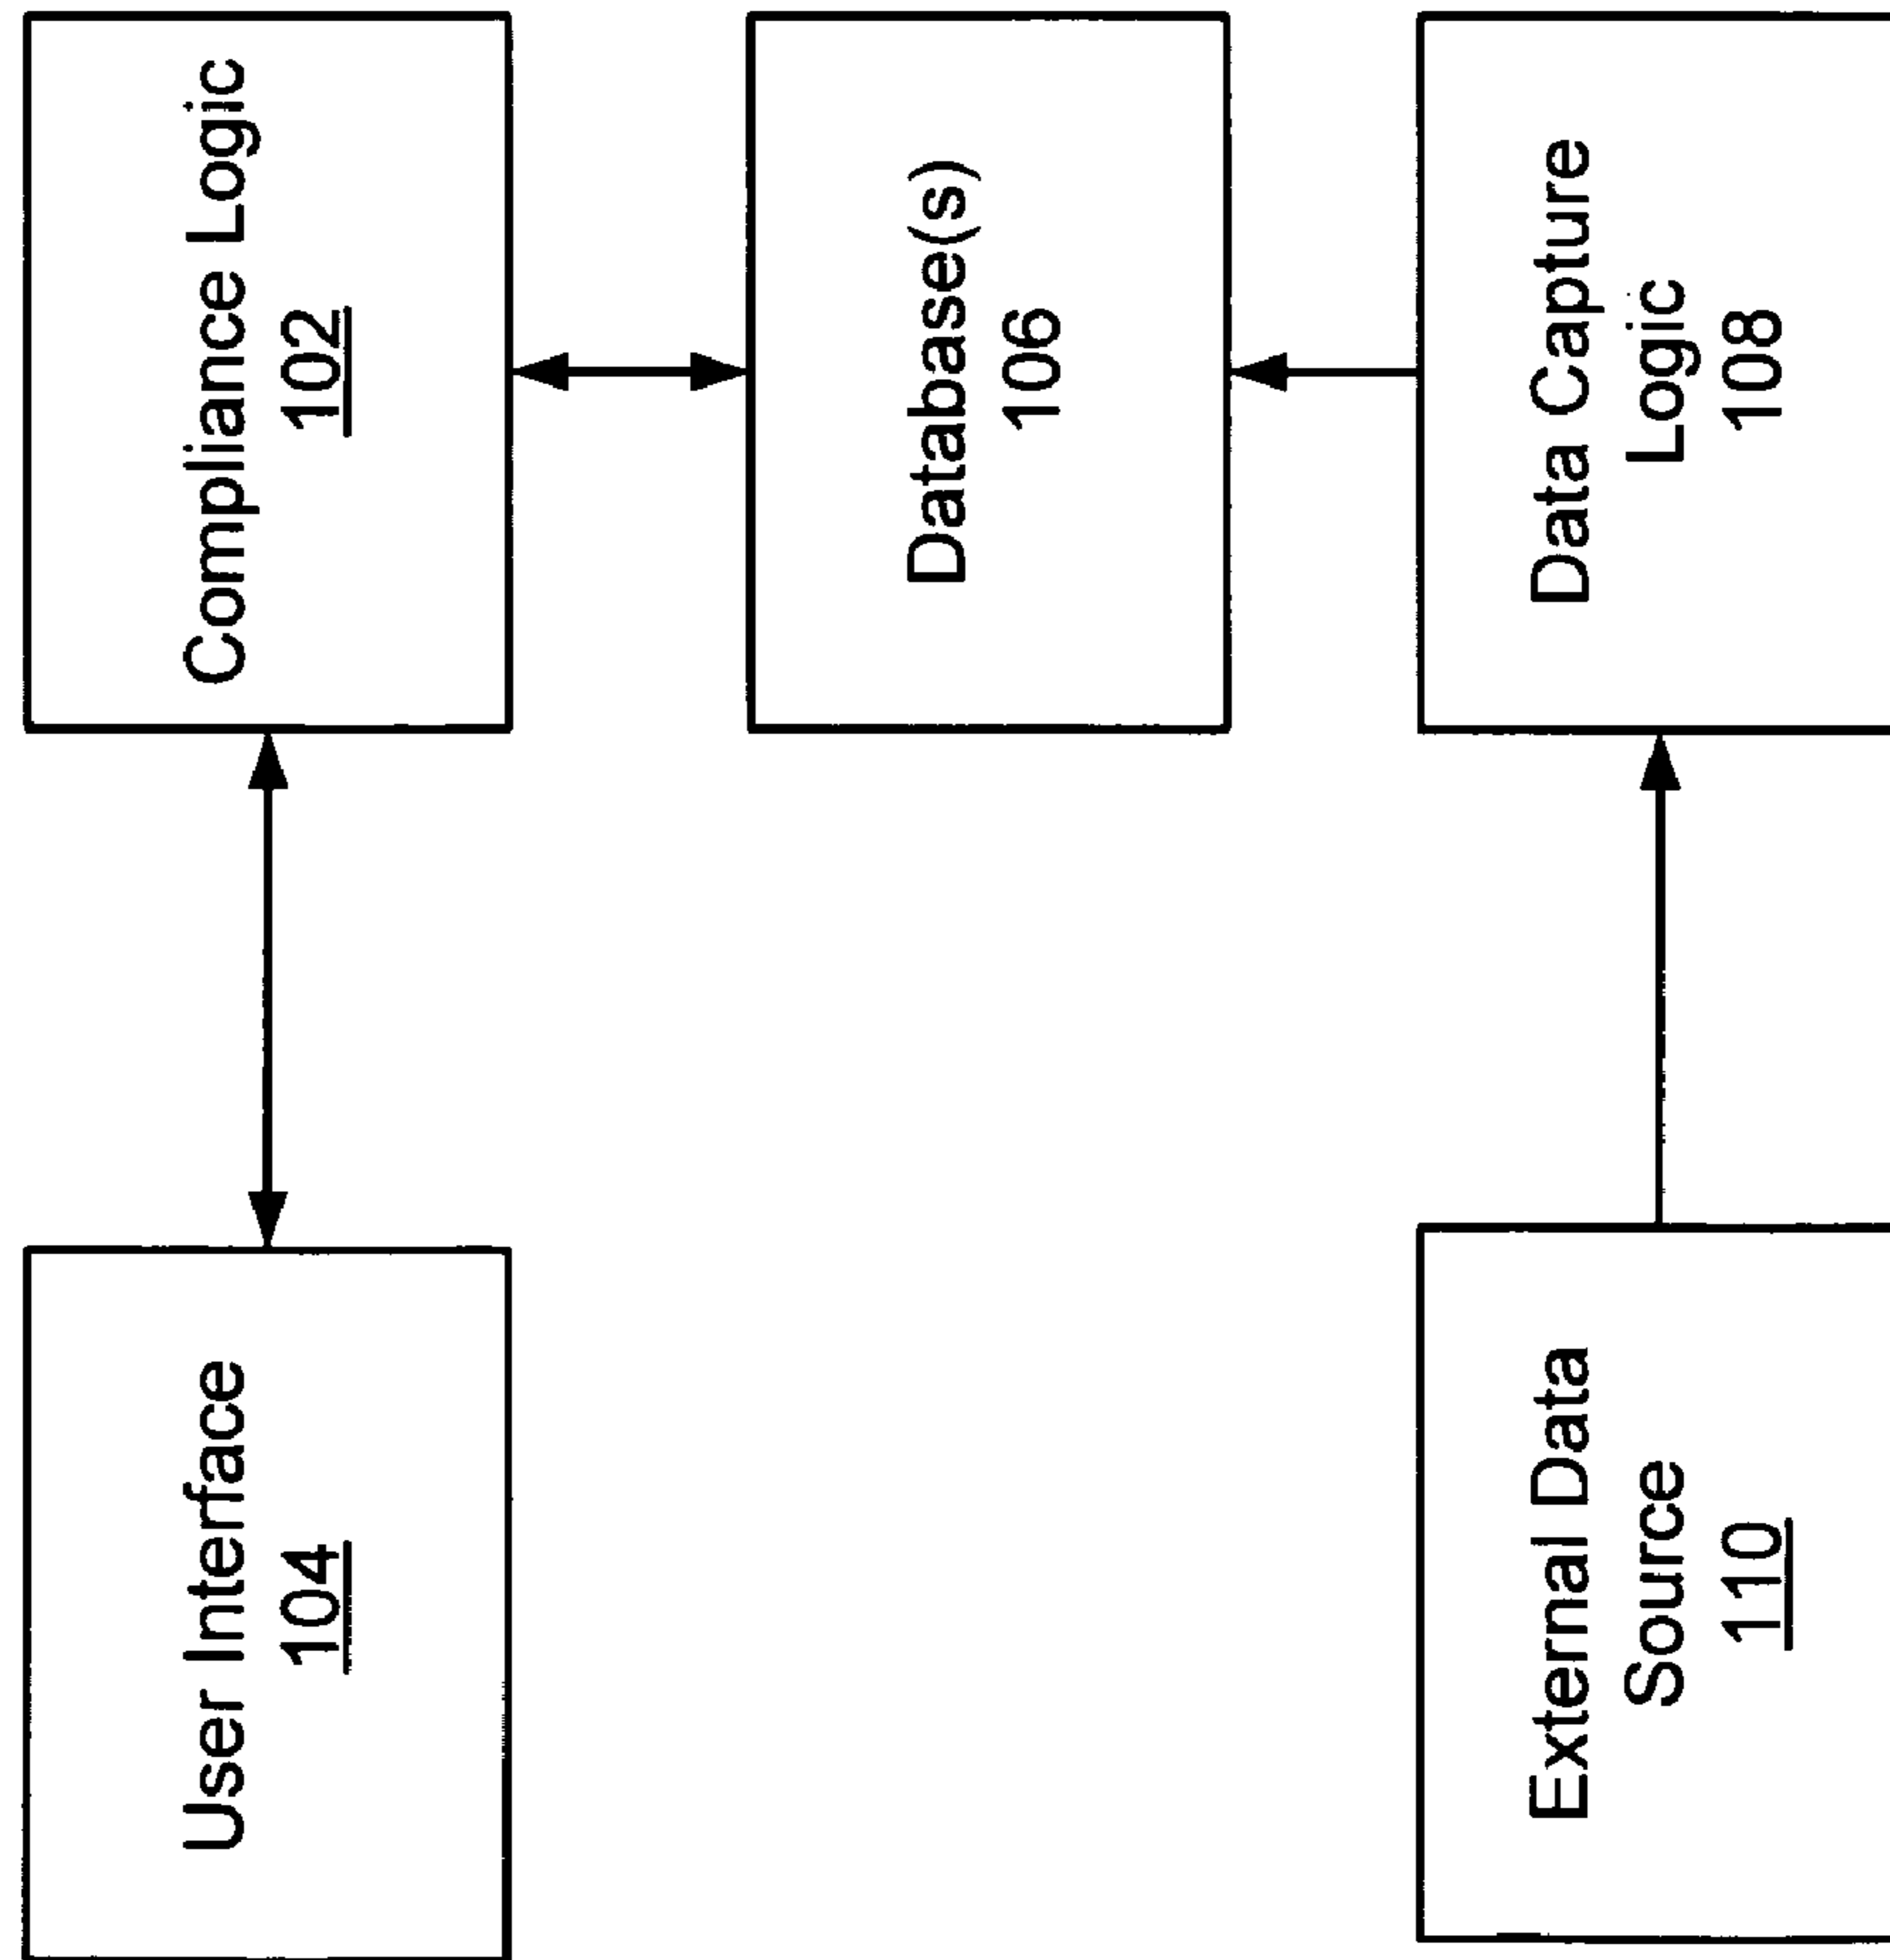 User Interface
104
Compliance Logic
102
Database(s)
106
External Data
Source
110
Data Capture
Logic
108